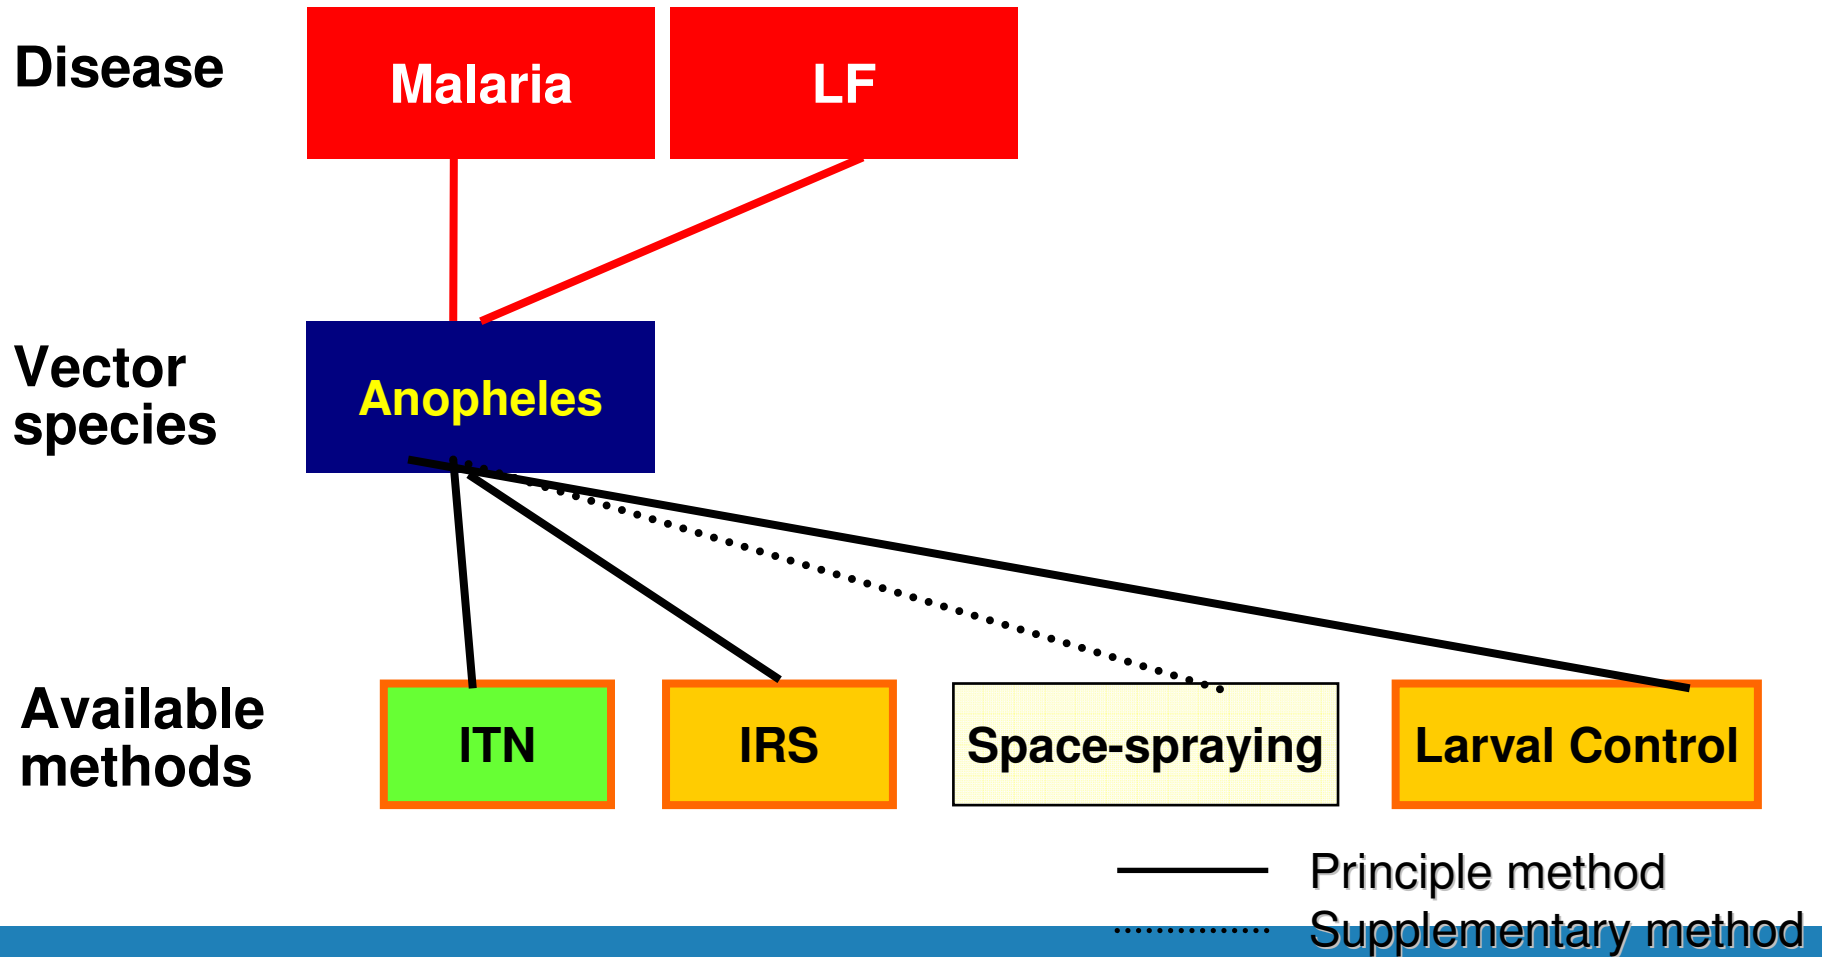 Disease
Malaria
LF
Vector
species
Anopheles
Available
methods
ITN
IRS
Space-spraying
Larval Control
Principle method
Supplementary method